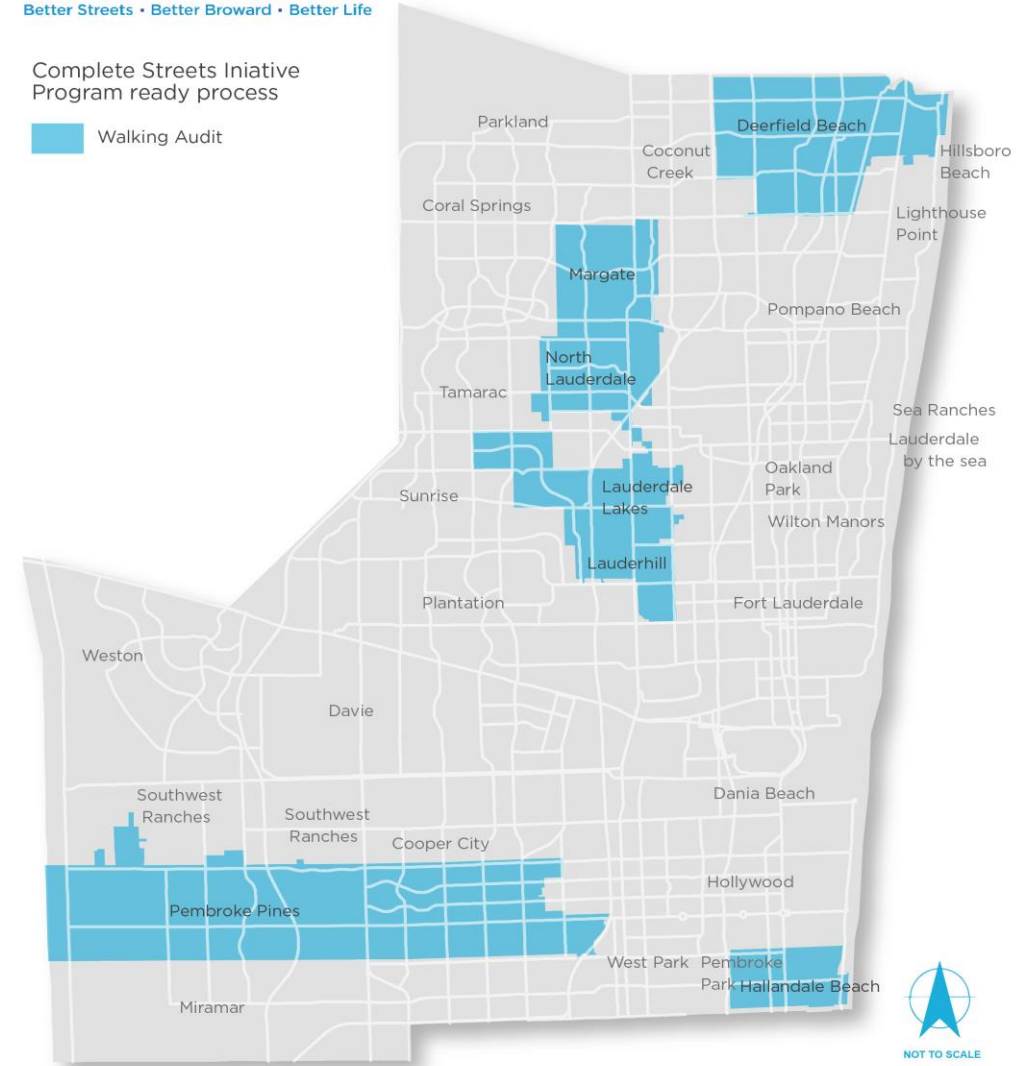 Better Streets • Better Broward • Better Life
Complete Streets Iniative
Program ready process
Walking Audit
Parkland
Deerfield Beach
Coconut
Creek
Hillsboro
Beach
Coral Springs
Lighthouse
Point
Margate
Pompano Beach
North
Lauderdale
Tamarac
Sea Ranches
Lauderdale
by the sea
Oakland
Park
Sunrise
Lauderdale
Lakes
Wilton Manors
Lauderhill
Plantation
Fort Lauderdale
Weston
Davie
Southwest
Ranches
Southwest
Ranches
Dania Beach
Cooper City
Hollywood
Pembroke Pines
West Park
Pembroke
Park
Hallandale Beach
Miramar
NOT TO SCALE